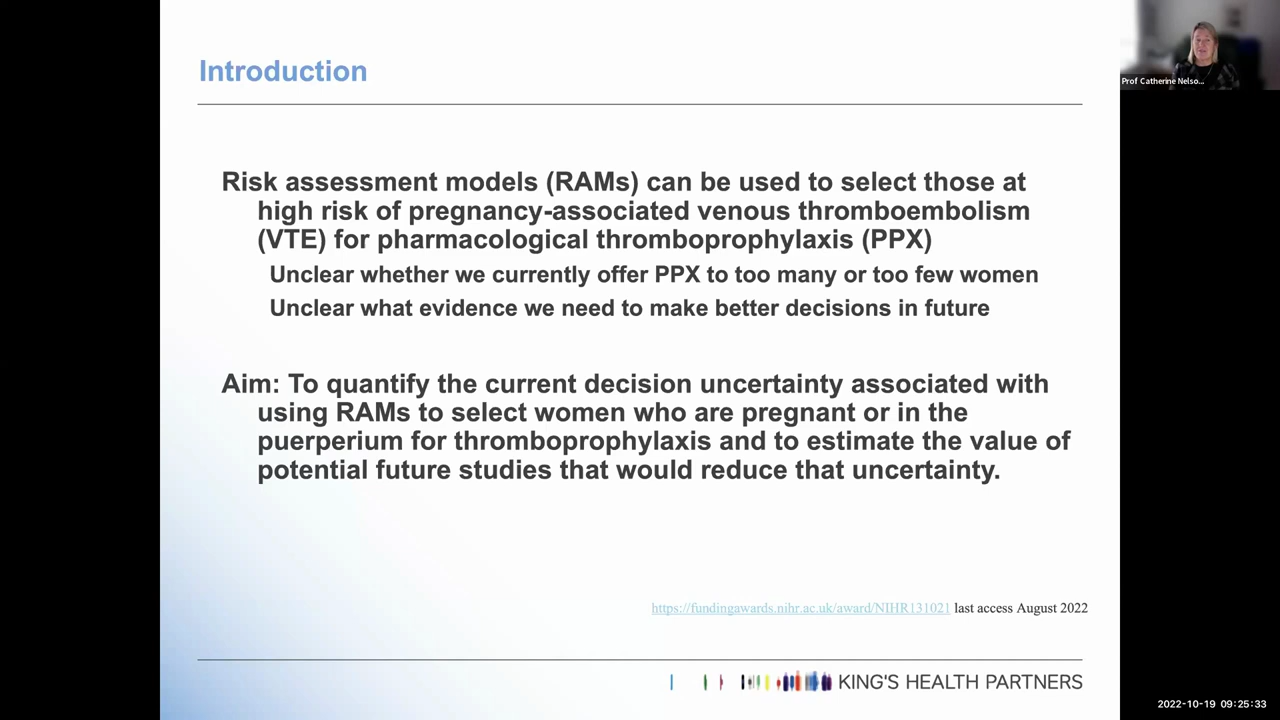 Introduction
Prof Catherine Nelso...
Risk assessment models (RAMs) can be used to select those at
high risk of pregnancy-associated venous thromboembolism
(VTE) for pharmacological thromboprophylaxis (PPX)
Unclear whether we currently offer PPX to too many or too few women
Unclear what evidence we need to make better decisions in future
Aim: To quantify the current decision uncertainty associated with
using RAMs to select women who are pregnant or in the
puerperium for thromboprophylaxis and to estimate the value of
potential future studies that would reduce that uncertainty.
https://fundingawards.nihr.ac.uk/award/NIHR131021 last access August 2022
KING'S HEALTH PARTNERS
2022-10-19 09:25:33